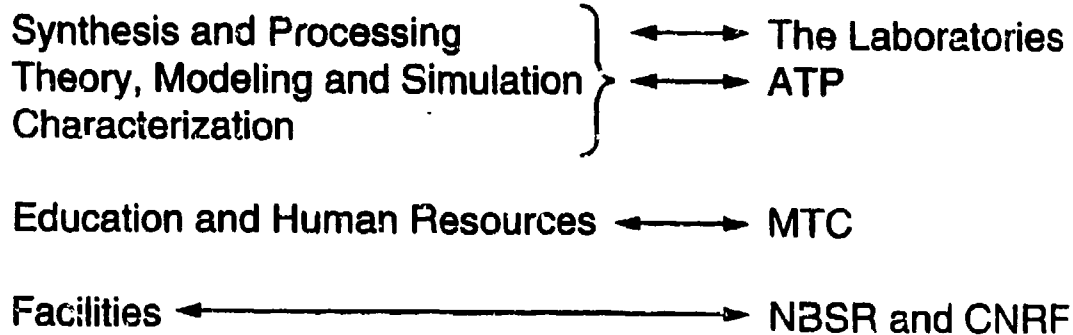 Synthesis and Processing
Theory, Modeling and Simulation
Characterization
The Laboratories
ATP
Education and Human Resources
MTC
Facilities
NBSR and CNRF